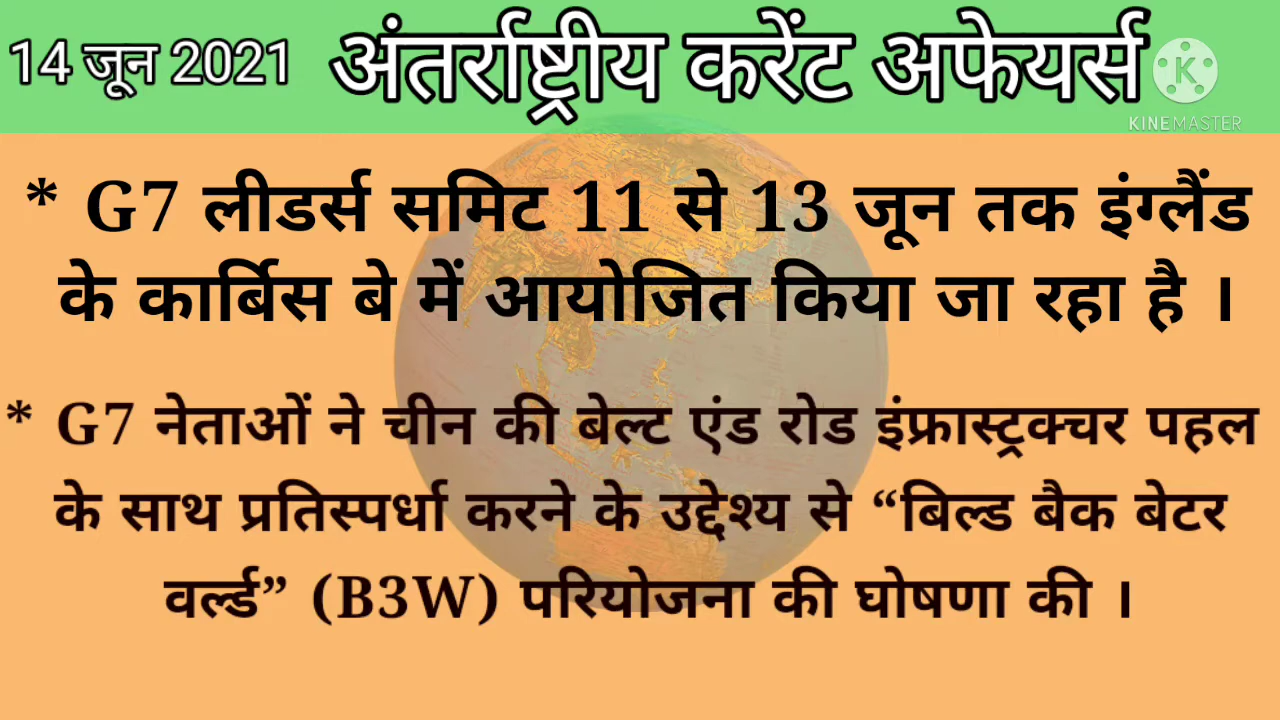 14 जून 2021 अंतर्राष्ट्रीय करेंट अफेयर्स
K
KINEMASTER
* G7 लीडर्स समिट 11 से 13 जून तक इंग्लैंड
के कार्बिस बे में आयोजित किया जा रहा है ।
* G7 नेताओं ने चीन की बेल्ट एंड रोड इंफ्रास्ट्रक्चर पहल
के साथ प्रतिस्पर्धा करने के उद्देश्य से “बिल्ड बैक बेटर
वर्ल्ड” (B3W) परियोजना की घोषणा की ।